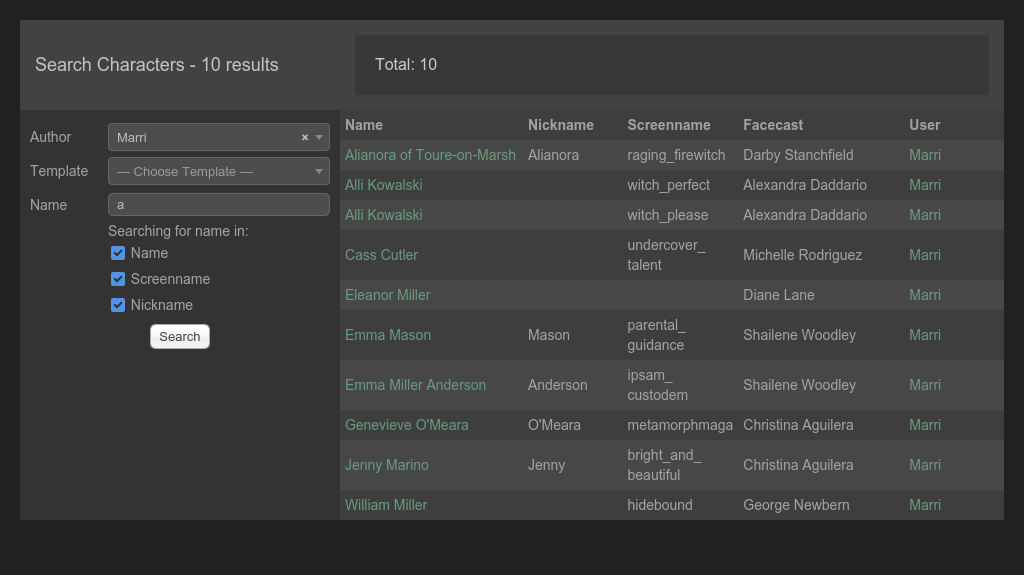 Search Characters - 10 results
Total: 10
Author
Marri
×
Template
— Choose Template —
Name
a
Searching for name in:
Name
Screenname
Nickname
Search
Name Nickname Screenname Facecast User
Alianora of Toure-on-Marsh Alianora raging_firewitch Darby Stanchfield Marri
Alli Kowalski witch_perfect Alexandra Daddario Marri
Alli Kowalski witch_please Alexandra Daddario Marri
Cass Cutler undercover_ Michelle Rodriguez Marri
talent
Eleanor Miller Diane Lane Marri
Emma Mason Mason parental_ Shailene Woodley Marri
guidance
Emma Miller Anderson Anderson ipsam_ Shailene Woodley Marri
custodem
Genevieve O'Meara O'Meara metamorphmaga Christina Aguilera Marri
Jenny Marino Jenny bright_and_ Christina Aguilera Marri
beautiful
William Miller hidebound George Newbern Marri